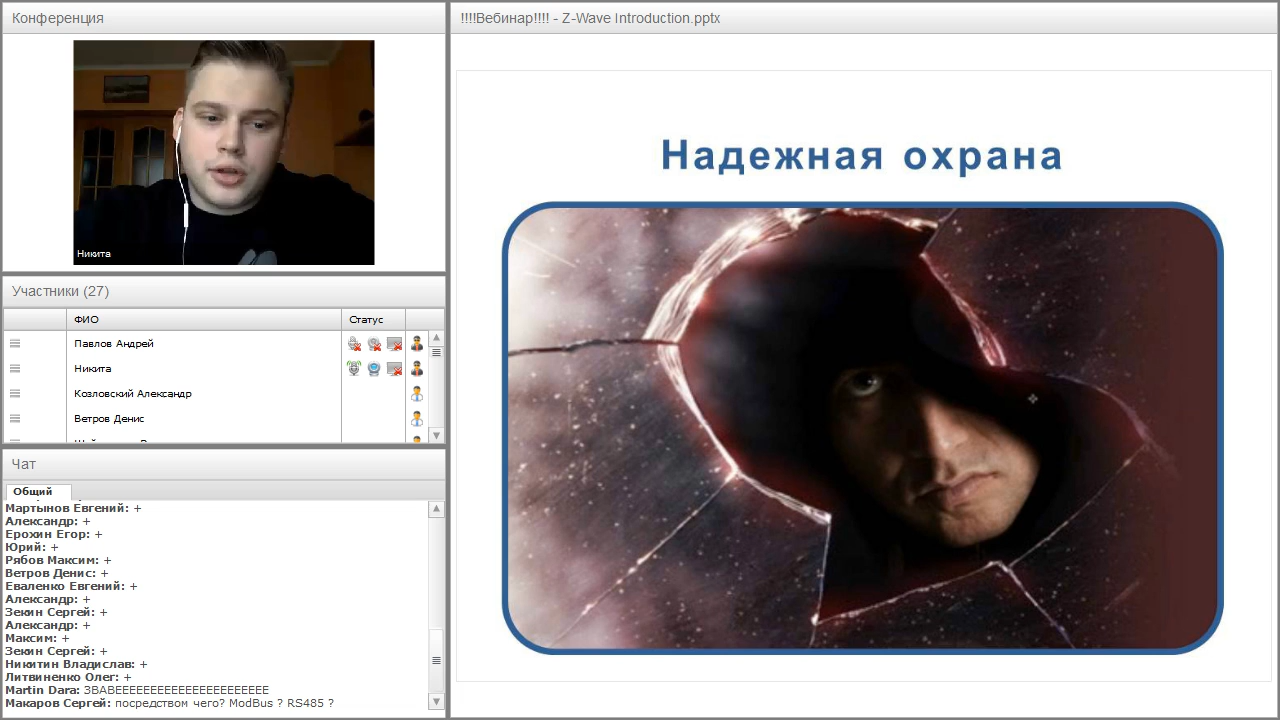 Конференция
Никита
Участники (27)
ФИО
Статус
Павлов Андрей
Никита
Козловский Александр
Ветров Денис
Чат
Общий
Мартынов Евгений: +
Александр: +
Ерохин Егор: +
Юрий: +
Рябов Максим: +
Ветров Денис: +
Еваленко Евгений: +
Александр: +
Зекин Сергей: +
Александр: +
Максим: +
Зекин Сергей: +
Никитин Владислав: +
Литвиненко Олег: +
Martin Dara: ЗВАВЕЕЕЕЕЕЕЕЕЕЕЕЕЕЕЕЕЕЕЕЕЕ
Макаров Сергей: посредством чего? ModBus ? RS485 ?
!!!!Вебинар!!!! - Z-Wave Introduction.pptx
Надежная охрана